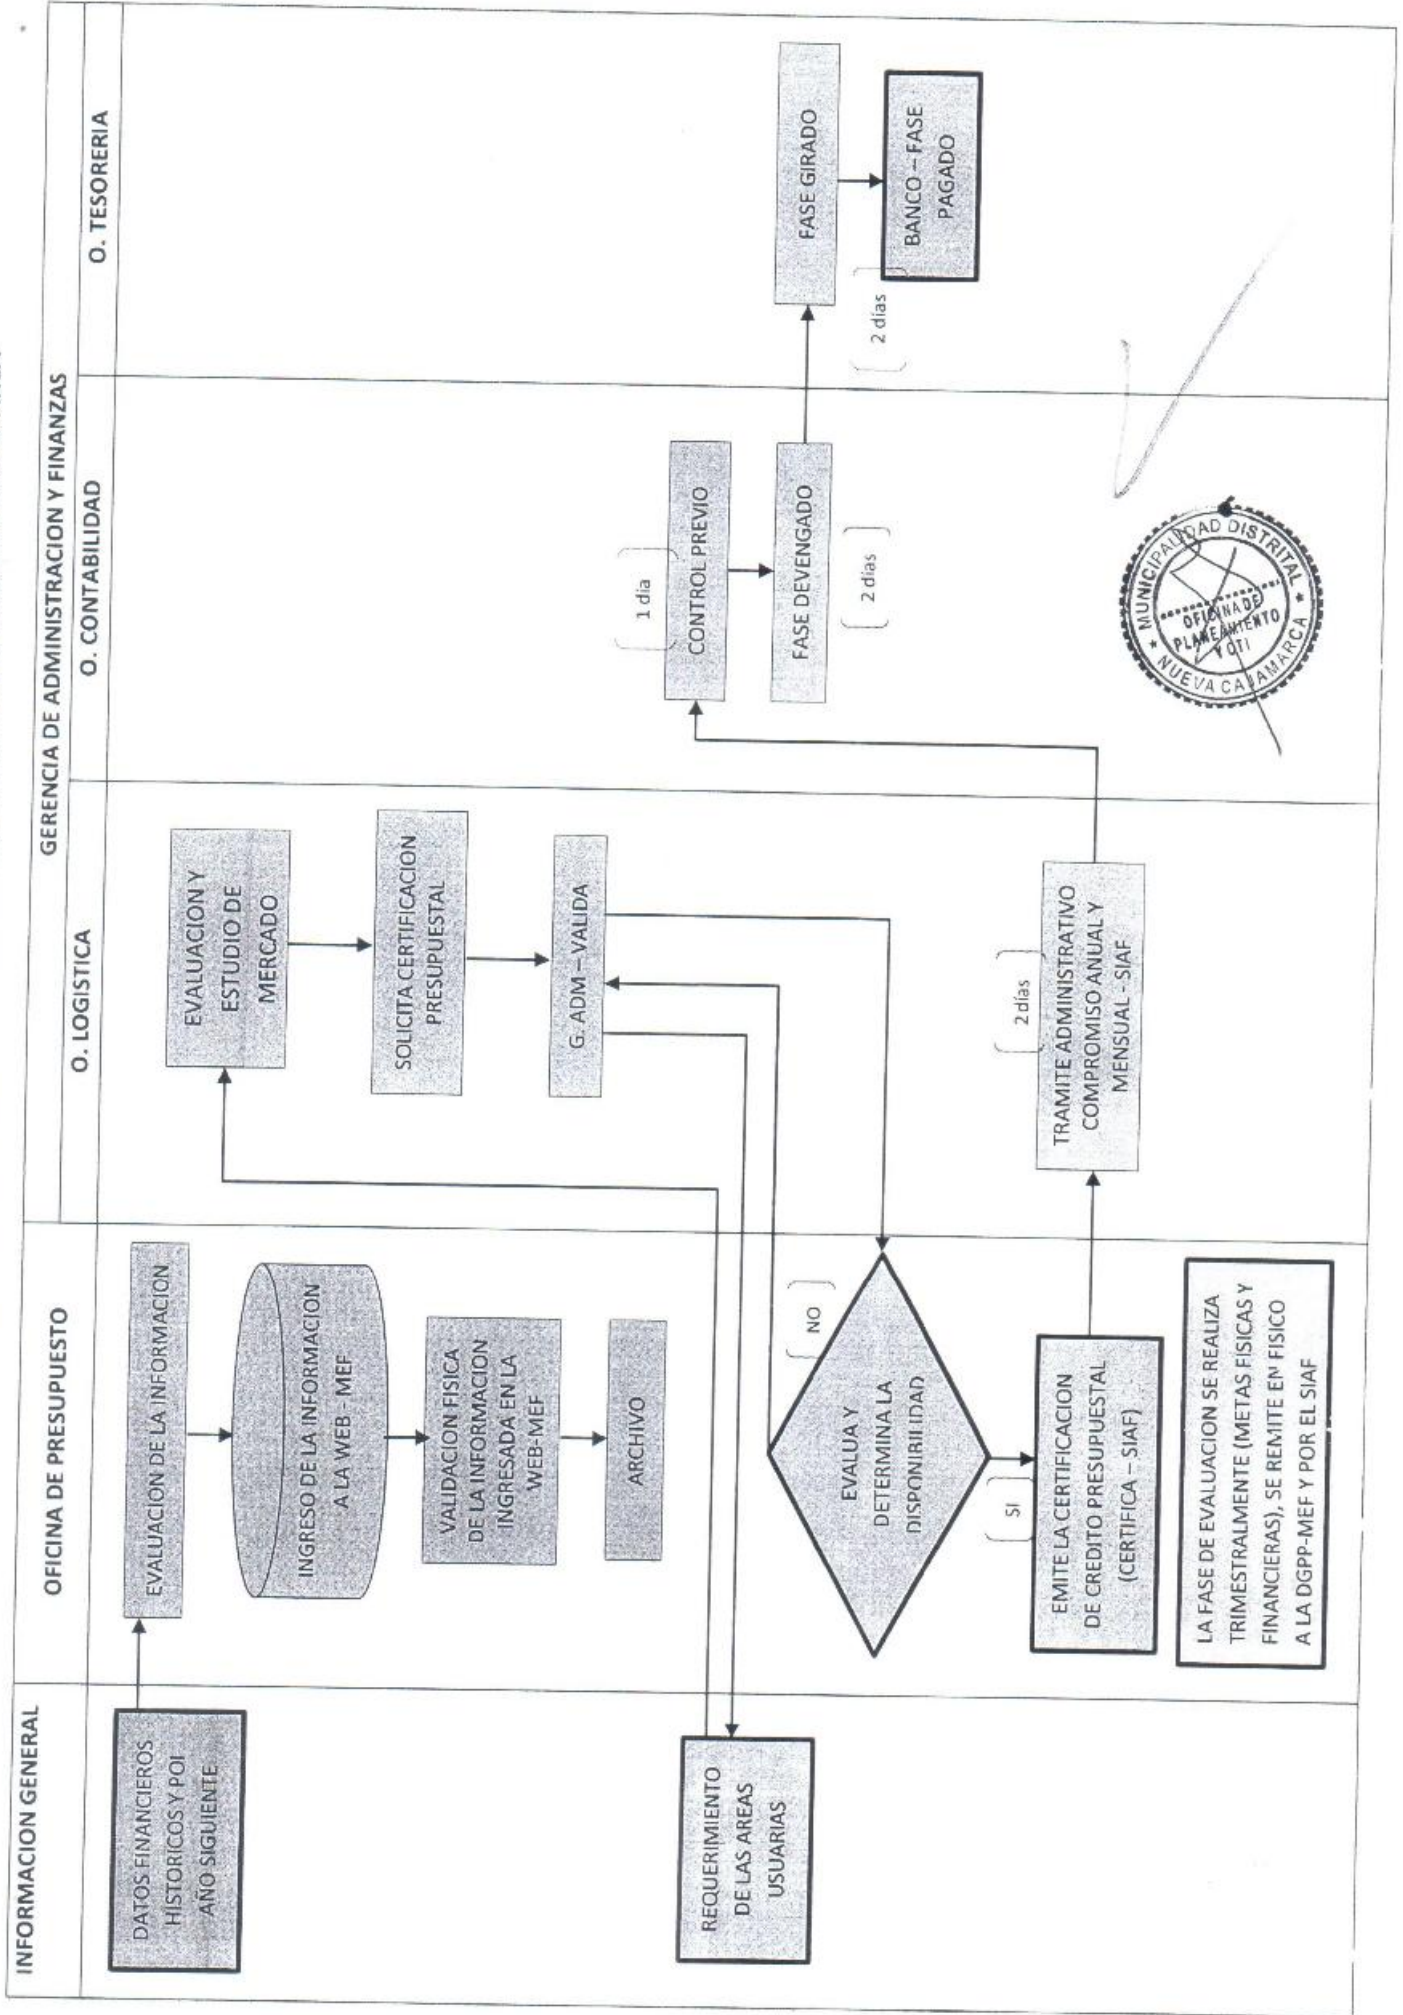 INFORMACION GENERAL
OFICINA DE PRESUPUESTO
GERENCIA DE ADMINISTRACION Y FINANZAS
O. LOGISTICA
O. CONTABILIDAD
O. TESORERIA
DATOS FINANCIEROS
HISTORICOS Y POI
AÑO SIGUIENTE
EVALUACION DE LA INFORMACION
INGRESO DE LA INFORMACION
A LA WEB - MEF
VALIDACION FISICA
DE LA INFORMACION
INGRESADA EN LA
WEB-MEF
ARCHIVO
EVALUACION Y
ESTUDIO DE
MERCADO
SOLICITA CERTIFICACION
PRESUPUESTAL
G. ADM – VALIDA
REQUERIMIENTO
DE LAS AREAS
USUARIAS
NO
EVALUA Y
DETERMINA LA
DISPONIBILIDAD
SI
EMITE LA CERTIFICACION
DE CREDITO PRESUPUESTAL
(CERTIFICA – SIAF)
2 días
TRAMITE ADMINISTRATIVO
COMPROMISO ANUAL Y
MENSUAL - SIAF
1 día
CONTROL PREVIO
FASE DEVENGADO
2 días
FASE GIRADO
2 días
BANCO – FASE
PAGADO
LA FASE DE EVALUACION SE REALIZA
TRIMESTRALMENTE (METAS FISICAS Y
FINANCIERAS), SE REMITE EN FISICO
A LA DGPP-MEF Y POR EL SIAF
MUNICIPALIDAD DISTRITAL
OFICINA DE
PLANEAMIENTO
Y OTI
NUEVA CAJAMARCA